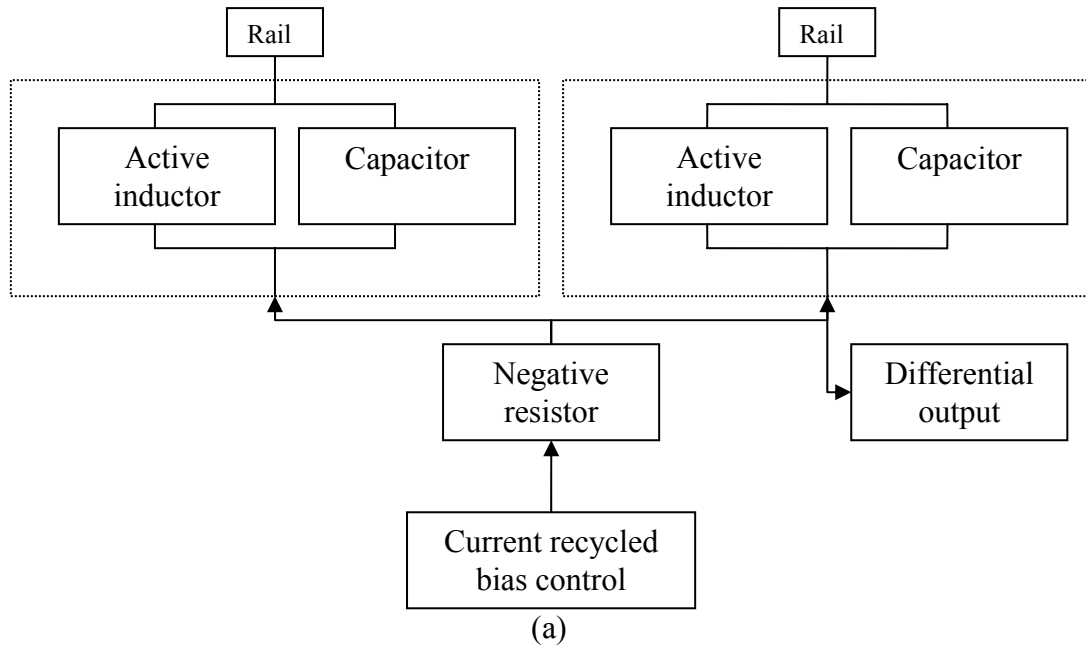 Rail
Rail
Active
inductor
Capacitor
Active
inductor
Capacitor
Negative
resistor
Differential
output
Current recycled
bias control
(a)